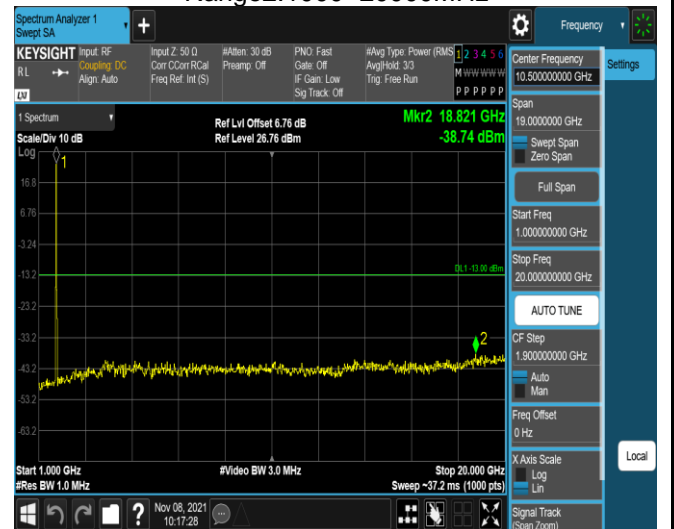 Spectrum Analyzer 1
Swept SA
Frequency
KEYSIGHT
RL
LXI
Input: RF
Coupling: DC
Align: Auto
Input Z: 50 Ω
Corr CCorr RCal
Freq Ref: Int (S)
#Atten: 30 dB
Preamp: Off
PNO: Fast
Gate: Off
IF Gain: Low
Sig Track: Off
#Avg Type: Power (RMS
Avg|Hold: 3/3
Trig: Free Run
1 2 3 4 5 6
M W W W W W
P P P P P P
1 Spectrum
Scale/Div 10 dB
Log
Ref Lvl Offset 6.76 dB
Ref Level 26.76 dBm
Mkr2 18.821 GHz
-38.74 dBm
1
16.8
6.76
-3.24
DL1 -13.00 dBm
-13.2
-23.2
-33.2
2
-43.2
-53.2
-63.2
Start 1.000 GHz
#Res BW 1.0 MHz
#Video BW 3.0 MHz
Stop 20.000 GHz
Sweep ~37.2 ms (1000 pts)
Nov 08, 2021
10:17:28
Center Frequency
10.500000000 GHz
Settings
Span
19.0000000 GHz
Swept Span
Zero Span
Full Span
Start Freq
1.000000000 GHz
Stop Freq
20.000000000 GHz
AUTO TUNE
CF Step
1.900000000 GHz
Auto
Man
Freq Offset
0 Hz
X Axis Scale
Log
Lin
Local
Signal Track
(Span Zoom)